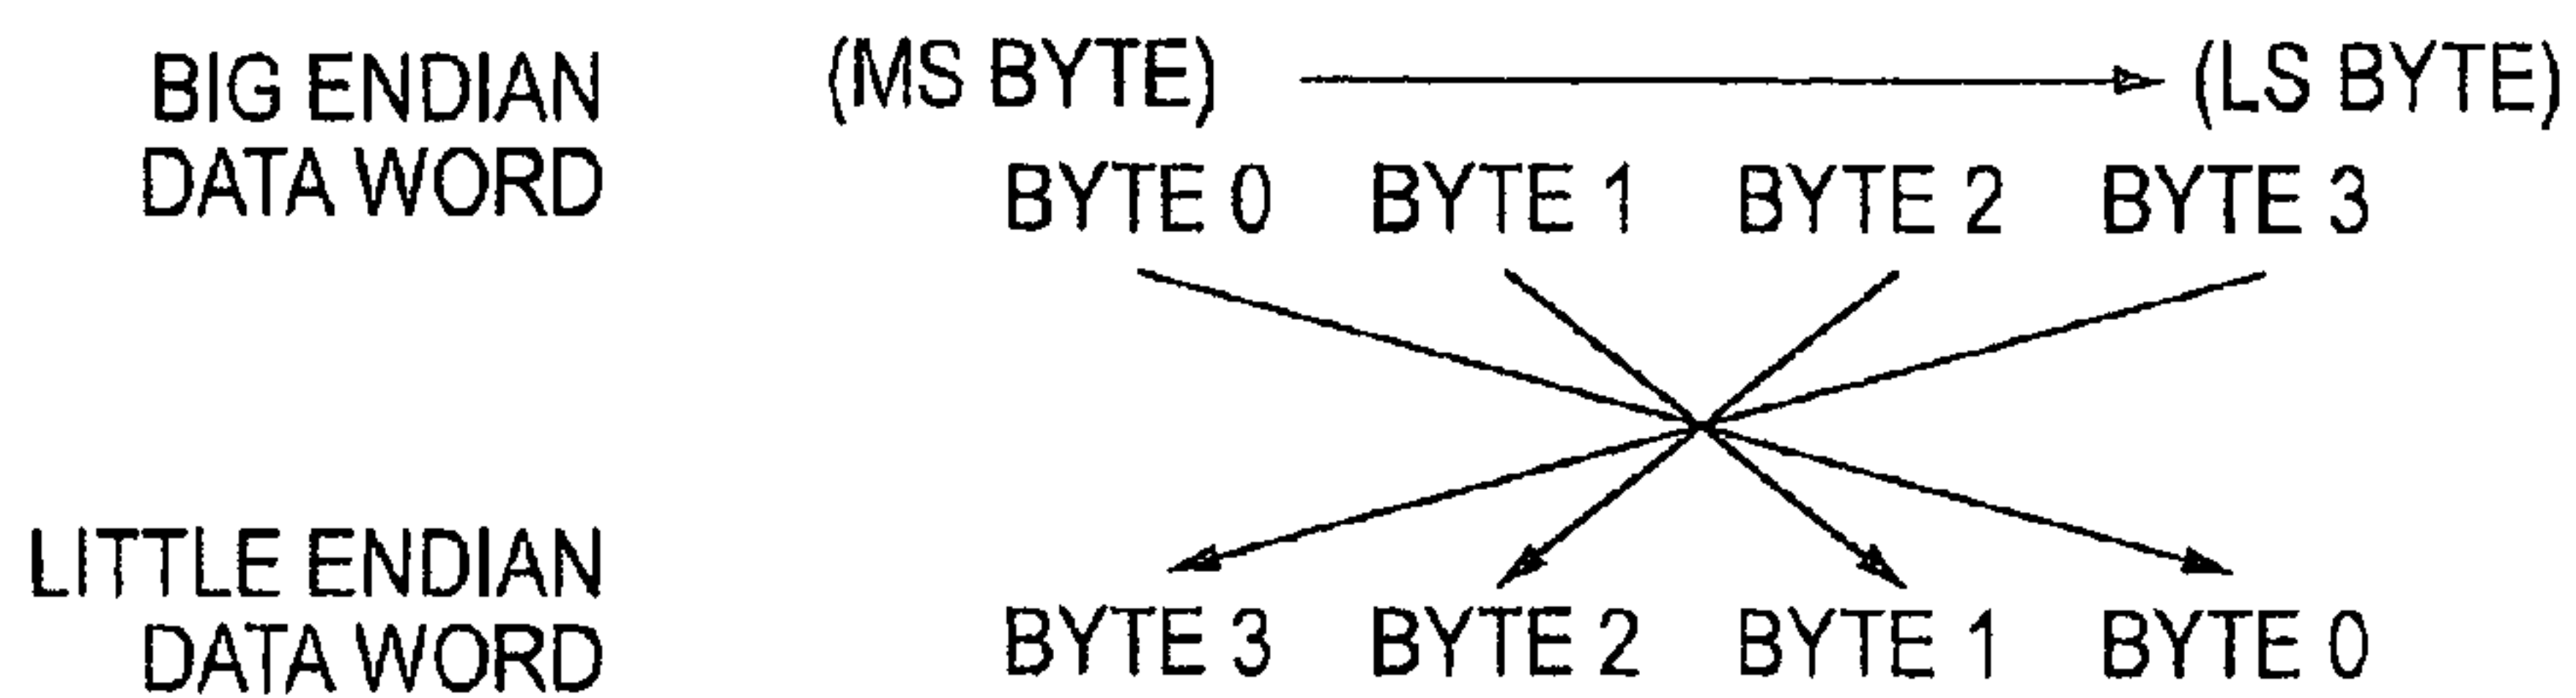 BIG ENDIAN
DATA WORD
(MS BYTE) (LS BYTE)
BYTE 0 BYTE 1 BYTE 2 BYTE 3
LITTLE ENDIAN
DATA WORD
BYTE 3 BYTE 2 BYTE 1 BYTE 0